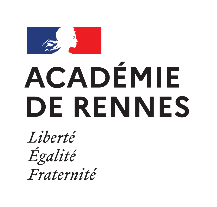 ACADÉMIE
DE RENNES
Liberté
Égalité
Fraternité